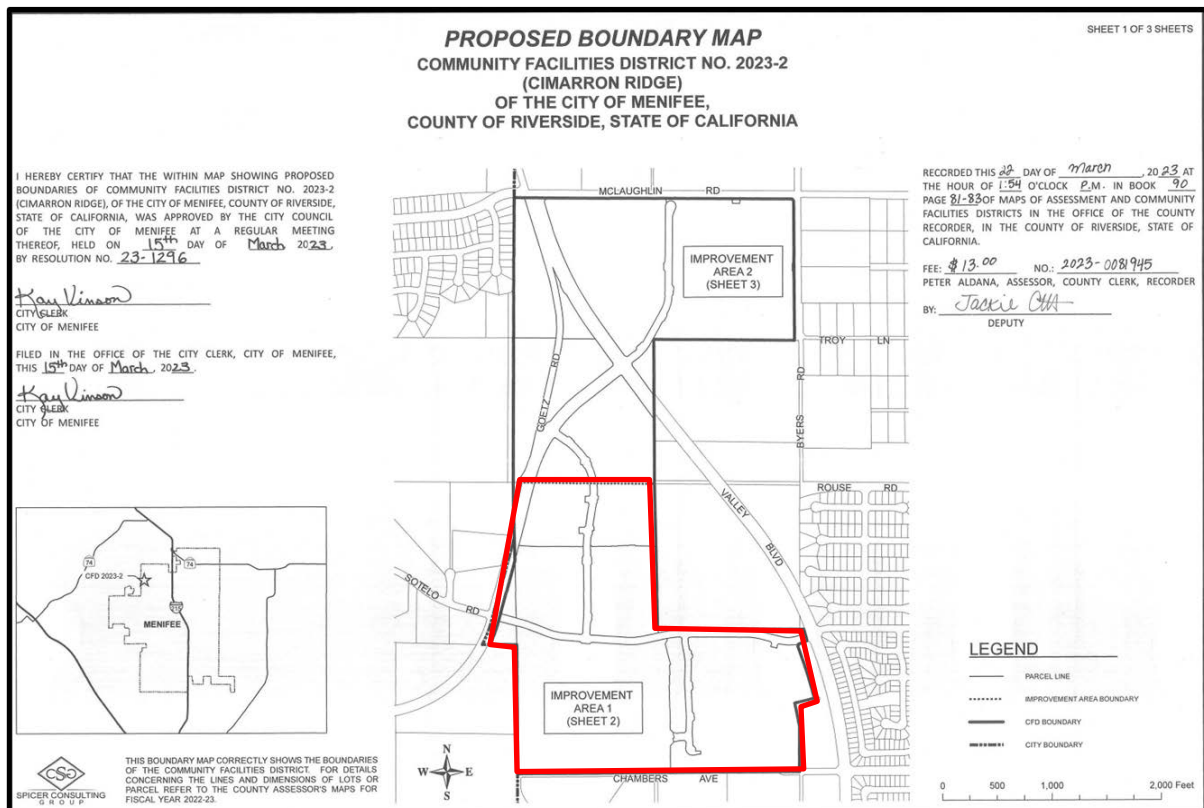 SHEET 1 OF 3 SHEETS
PROPOSED BOUNDARY MAP
COMMUNITY FACILITIES DISTRICT NO. 2023-2
(CIMARRON RIDGE)
OF THE CITY OF MENIFEE,
COUNTY OF RIVERSIDE, STATE OF CALIFORNIA
I HEREBY CERTIFY THAT THE WITHIN MAP SHOWING PROPOSED
BOUNDARIES OF COMMUNITY FACILITIES DISTRICT NO. 2023-2
(CIMARRON RIDGE), OF THE CITY OF MENIFEE, COUNTY OF RIVERSIDE,
STATE OF CALIFORNIA, WAS APPROVED BY THE CITY COUNCIL
OF THE CITY OF MENIFEE AT A REGULAR MEETING
THEREOF, HELD ON 15th DAY OF March 2023,
BY RESOLUTION NO. 23-1296
Kay Vinson
CITY CLERK
CITY OF MENIFEE
FILED IN THE OFFICE OF THE CITY CLERK, CITY OF MENIFEE,
THIS 15th DAY OF March, 2023.
Kay Vinson
CITY CLERK
CITY OF MENIFEE
74
74
CFD 2023-2
215
MENIFEE
CSG
SPICER CONSULTING
GROUP
THIS BOUNDARY MAP CORRECTLY SHOWS THE BOUNDARIES
OF THE COMMUNITY FACILITIES DISTRICT. FOR DETAILS
CONCERNING THE LINES AND DIMENSIONS OF LOTS OR
PARCEL REFER TO THE COUNTY ASSESSOR'S MAPS FOR
FISCAL YEAR 2022-23.
MCLAUGHLIN RD
IMPROVEMENT
AREA 2
(SHEET 3)
TROY LN
GOETZ RD
BYERS RD
ROUSE RD
VALLEY BLVD
SOTELO RD
IMPROVEMENT
AREA 1
(SHEET 2)
CHAMBERS AVE
N
W E
S
RECORDED THIS 22 DAY OF March, 2023 AT
THE HOUR OF 1:54 O'CLOCK P.M. IN BOOK 90
PAGE 81-83 OF MAPS OF ASSESSMENT AND COMMUNITY
FACILITIES DISTRICTS IN THE OFFICE OF THE COUNTY
RECORDER, IN THE COUNTY OF RIVERSIDE, STATE OF
CALIFORNIA.
FEE: $13.00 NO.: 2023-0081945
PETER ALDANA, ASSESSOR, COUNTY CLERK, RECORDER
BY: Jackie
DEPUTY
LEGEND
PARCEL LINE
IMPROVEMENT AREA BOUNDARY
CFD BOUNDARY
CITY BOUNDARY
0 500 1,000 2,000 Feet